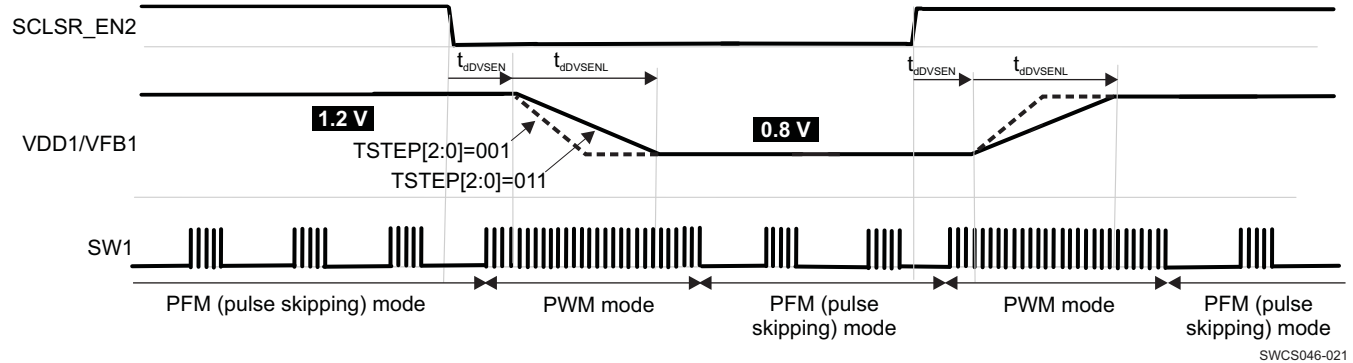 SCLSR_EN2
tdDVSEN
tdDVSENL
tdDVSEN
tdDVSENL
1.2 V
0.8 V
VDD1/VFB1
TSTEP[2:0]=001
TSTEP[2:0]=011
SW1
PFM (pulse skipping) mode
PWM mode
PFM (pulse
skipping) mode
PWM mode
PFM (pulse
skipping) mode
SWCS046-021